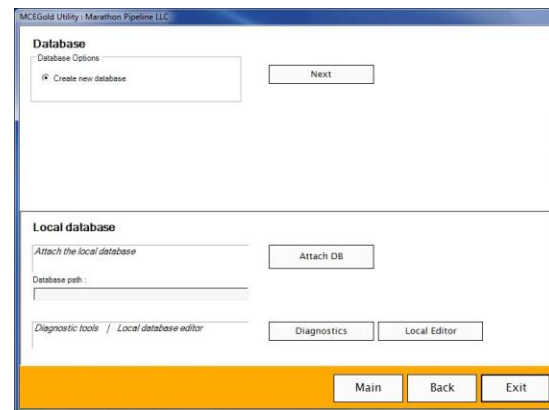 MCEGold Utility : Marathon Pipeline LLC
Database
Database Options
Create new database
Next
Local database
Attach the local database
Attach DB
Database path :
Diagnostic tools / Local database editor
Diagnostics
Local Editor
Main
Back
Exit